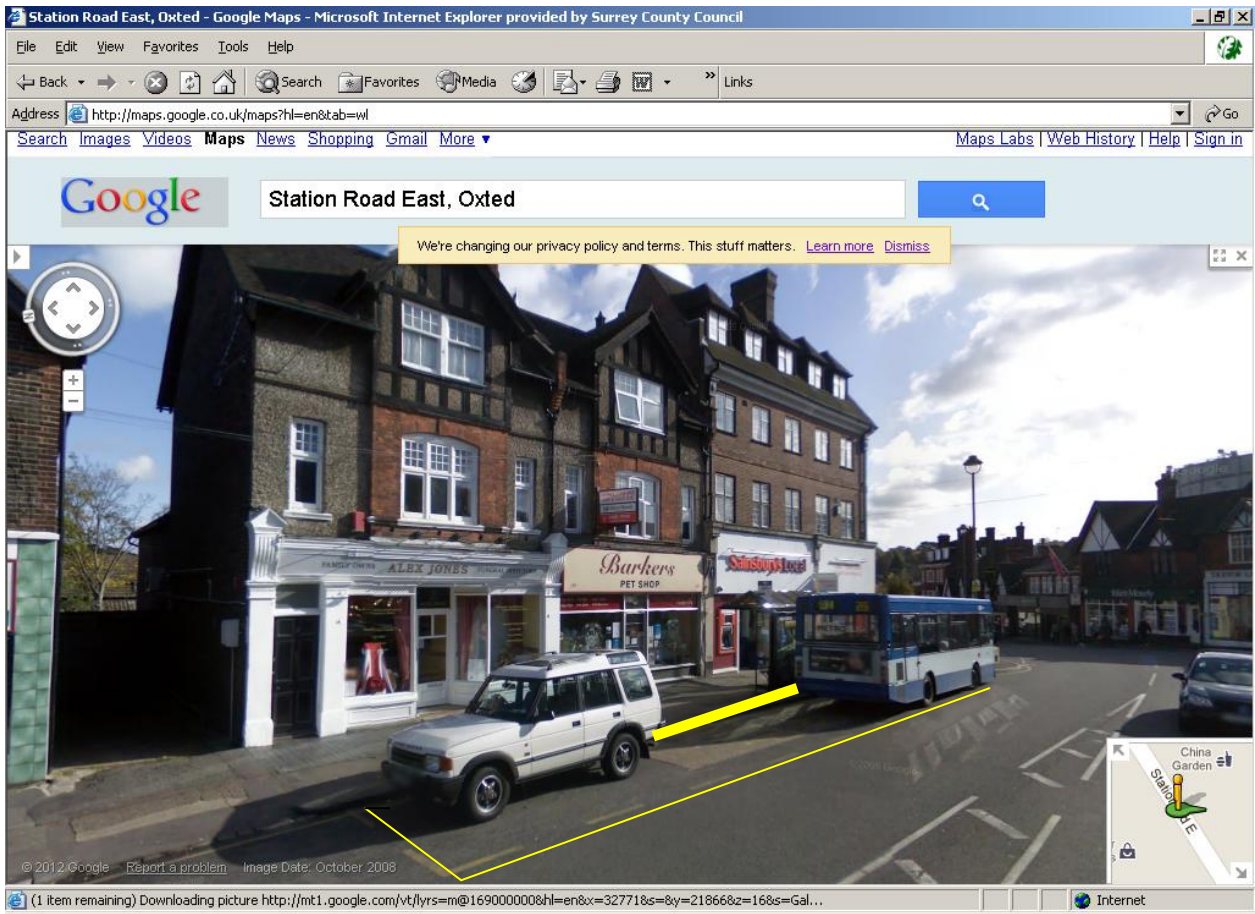 Station Road East, Oxted - Google Maps - Microsoft Internet Explorer provided by Surrey County Council
File Edit View Favorites Tools Help
Back Search Favorites Media Links
Address http://maps.google.co.uk/maps?hl=en&tab=wl Go
Search Images Videos Maps News Shopping Gmail More Maps Labs | Web History | Help | Sign in
Google Station Road East, Oxted
We're changing our privacy policy and terms. This stuff matters. Learn more Dismiss
FAMILY OWNED ALEX JONES
Barkers
PET SHOP
Sainsbury's Local
China
Garden
Station Rd E
© 2012 Google Report a problem Image Date: October 2008
(1 item remaining) Downloading picture http://mt1.google.com/vt/lyrs=m@169000000&hl=en&x=32771&s=&y=21866&z=16&s=Gal... Internet